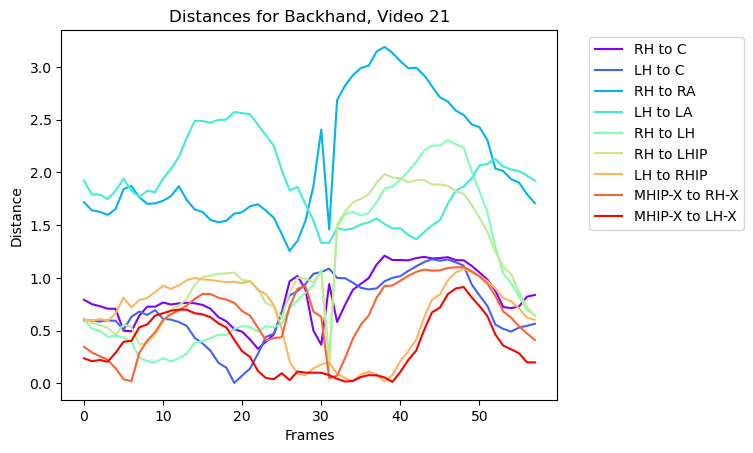 Distances for Backhand, Video 21
Distance
3.0
2.5
2.0
1.5
1.0
0.5
0.0
0 10 20 30 40 50
Frames
RH to C
LH to C
RH to RA
LH to LA
RH to LH
RH to LHIP
LH to RHIP
MHIP-X to RH-X
MHIP-X to LH-X